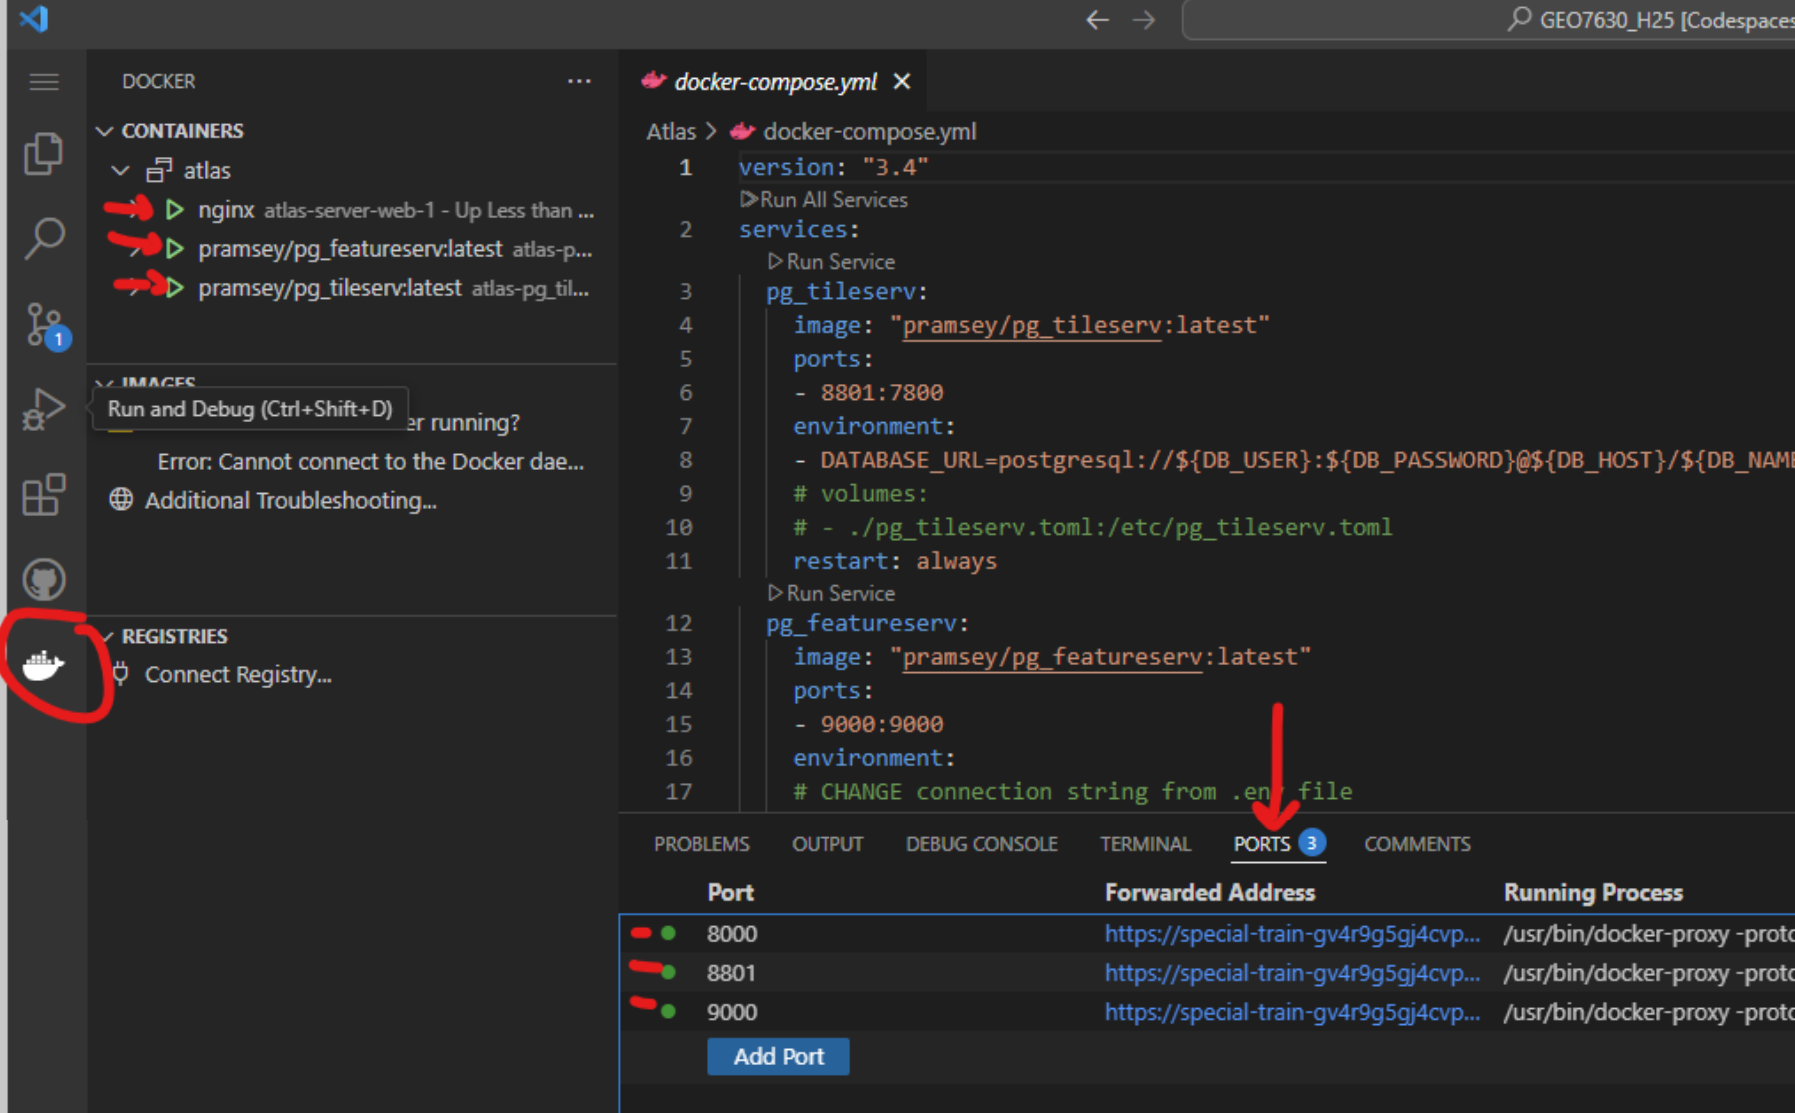 GEO7630_H25 [Codespaces
DOCKER
...
CONTAINERS
atlas
nginx atlas-server-web-1 - Up Less than ...
pramsey/pg_featureserv:latest atlas-p...
pramsey/pg_tileserv:latest atlas-pg_til...
IMAGES
Run and Debug (Ctrl+Shift+D)
er running?
Error: Cannot connect to the Docker dae...
Additional Troubleshooting...
REGISTRIES
Connect Registry...
1
docker-compose.yml
Atlas > docker-compose.yml
1 version: "3.4"
Run All Services
2 services:
Run Service
3 pg_tileserv:
4 image: "pramsey/pg_tileserv:latest"
5 ports:
6 - 8801:7800
7 environment:
8 - DATABASE_URL=postgresql://${DB_USER}:${DB_PASSWORD}@${DB_HOST}/${DB_NAME
9 # volumes:
10 # - ./pg_tileserv.toml:/etc/pg_tileserv.toml
11 restart: always
Run Service
12 pg_featureserv:
13 image: "pramsey/pg_featureserv:latest"
14 ports:
15 - 9000:9000
16 environment:
17 # CHANGE connection string from .env file
PROBLEMS OUTPUT DEBUG CONSOLE TERMINAL PORTS 3 COMMENTS
Port Forwarded Address Running Process
8000 https://special-train-gv4r9g5gj4cvp... /usr/bin/docker-proxy -proto
8801 https://special-train-gv4r9g5gj4cvp... /usr/bin/docker-proxy -proto
9000 https://special-train-gv4r9g5gj4cvp... /usr/bin/docker-proxy -proto
Add Port